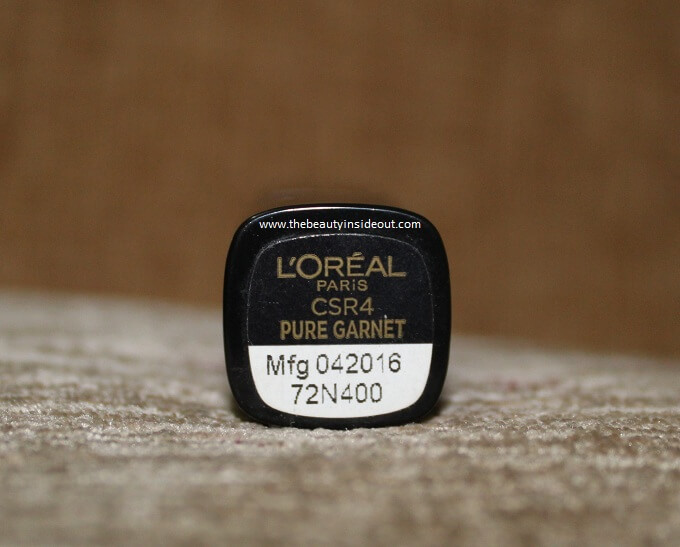 www.thebeautyinsideout.com
L'ORÉAL
PARiS
CSR4
PURE GARNET
Mfg 042016
72N400